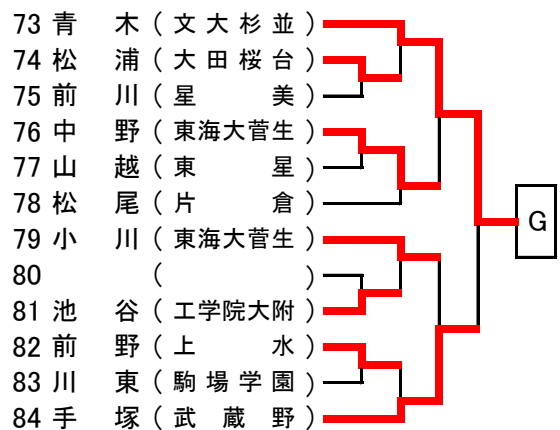 73 青木 (文大杉並)
74 松浦 (大田桜台)
75 前川 (星美)
76 中野 (東海大菅生)
77 山越 (東星)
78 松尾 (片倉)
79 小川 (東海大菅生)
80 ( )
81 池谷 (工学院大附)
82 前野 (上水)
83 川東 (駒場学園)
84 手塚 (武蔵野)
G